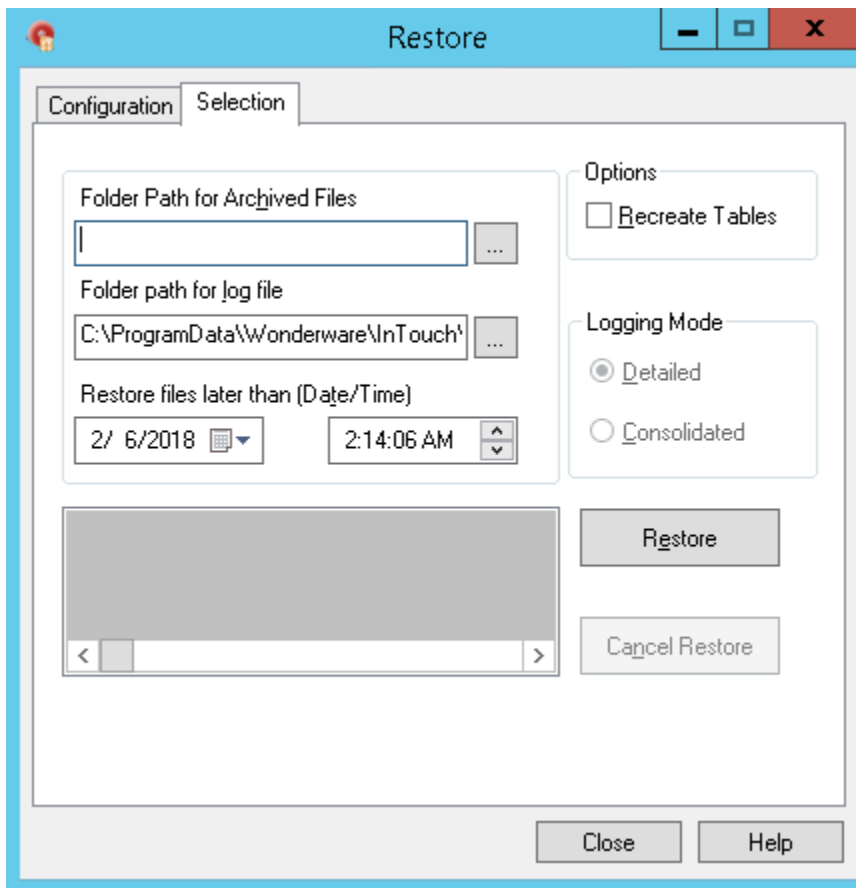 Restore
Configuration
Selection
Folder Path for Archived Files
...
Folder path for log file
C:\ProgramData\Wonderware\InTouch\
...
Restore files later than (Date/Time)
2/ 6/2018
2:14:06 AM
Options
Recreate Tables
Logging Mode
Detailed
Consolidated
Restore
Cancel Restore
Close
Help